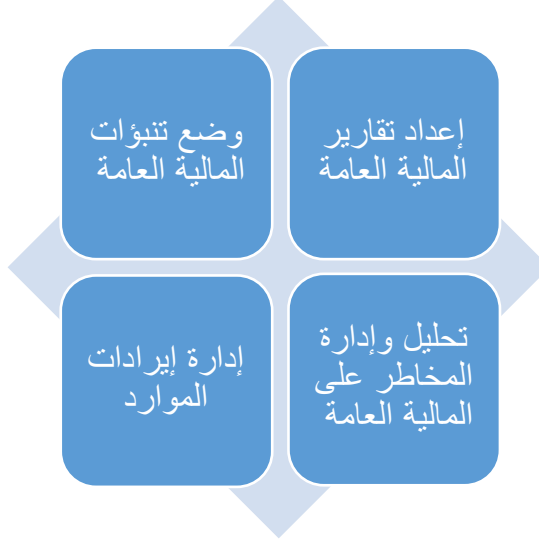 إعداد تقارير
المالية العامة
وضع تنبؤات
المالية العامة
تحليل وإدارة
المخاطر على
المالية العامة
إدارة إيرادات
الموارد